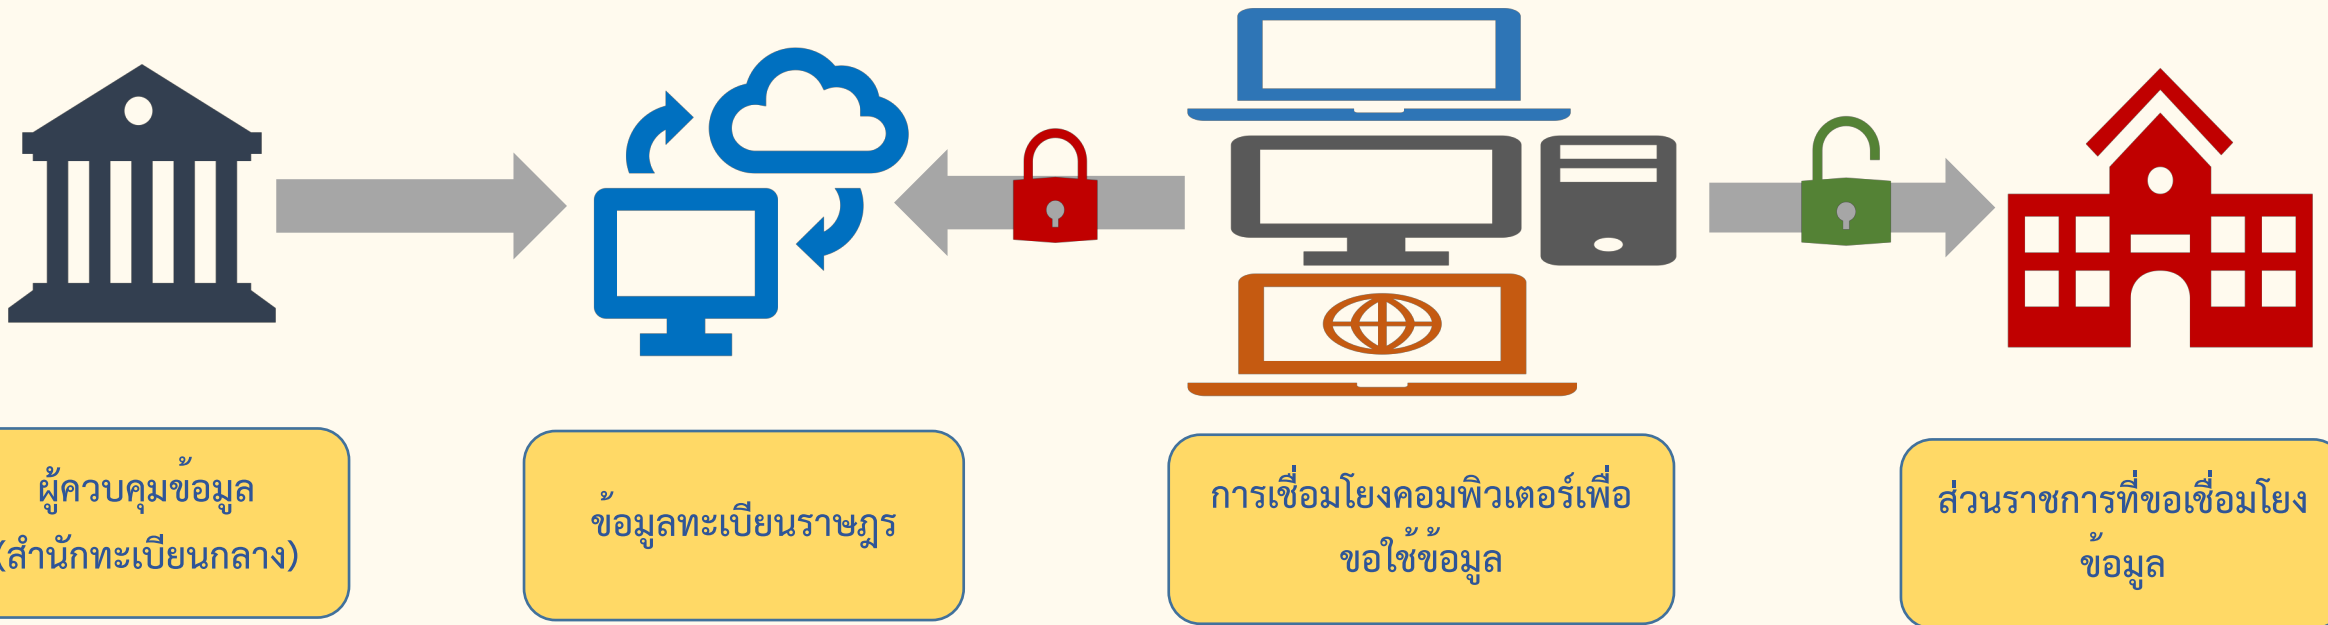 ผู้ควบคุมข้อมูล
(สำนักทะเบียนกลาง)
ข้อมูลทะเบียนราษฎร
การเชื่อมโยงคอมพิวเตอร์เพื่อ
ขอใช้ข้อมูล
ส่วนราชการที่ขอเชื่อมโยง
ข้อมูล